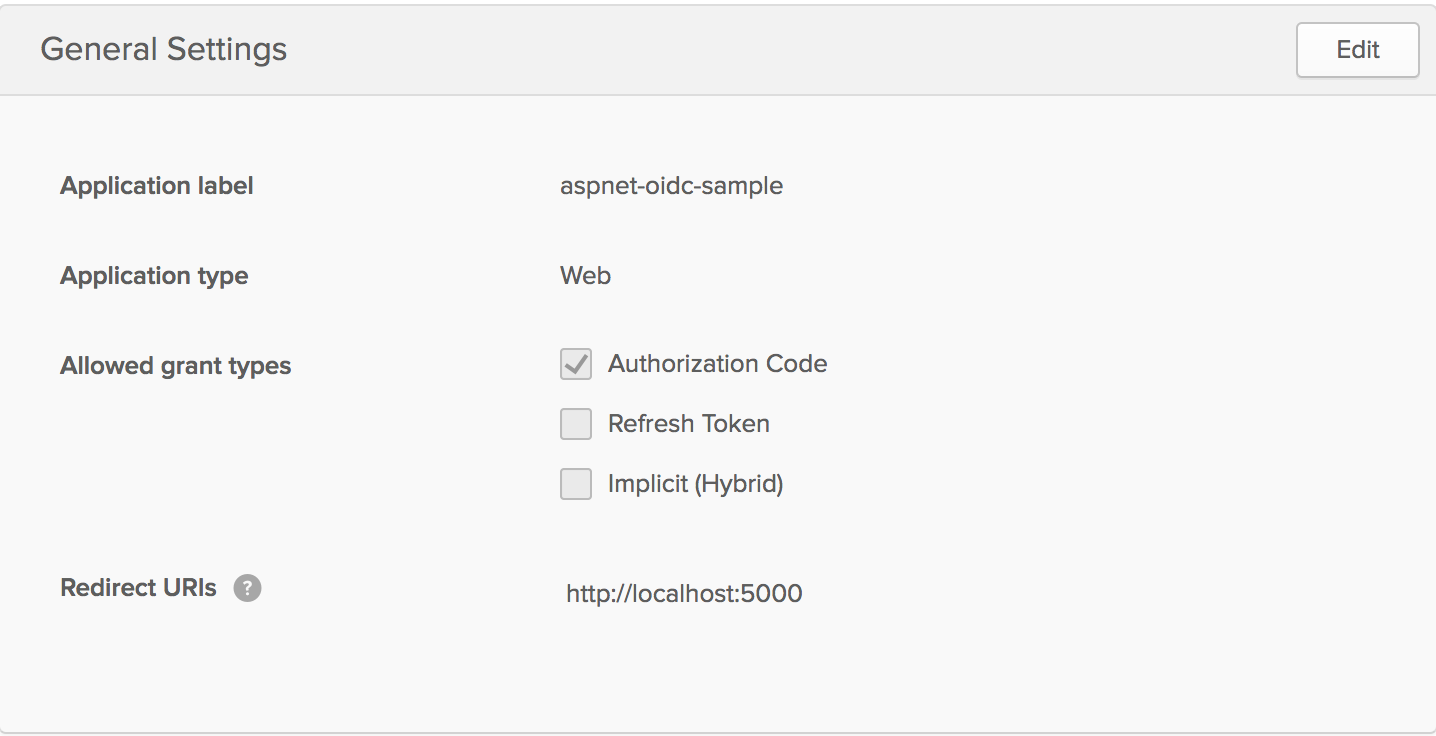 General Settings
Edit
Application label
aspnet-oidc-sample
Application type
Web
Allowed grant types
Authorization Code
Refresh Token
Implicit (Hybrid)
Redirect URIs ?
http://localhost:5000